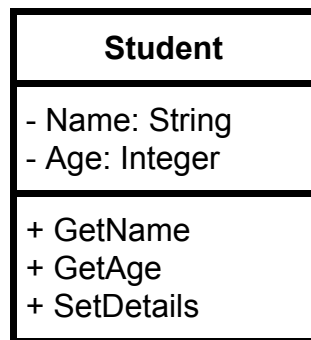 Student
- Name: String
- Age: Integer
+ GetName
+ GetAge
+ SetDetails